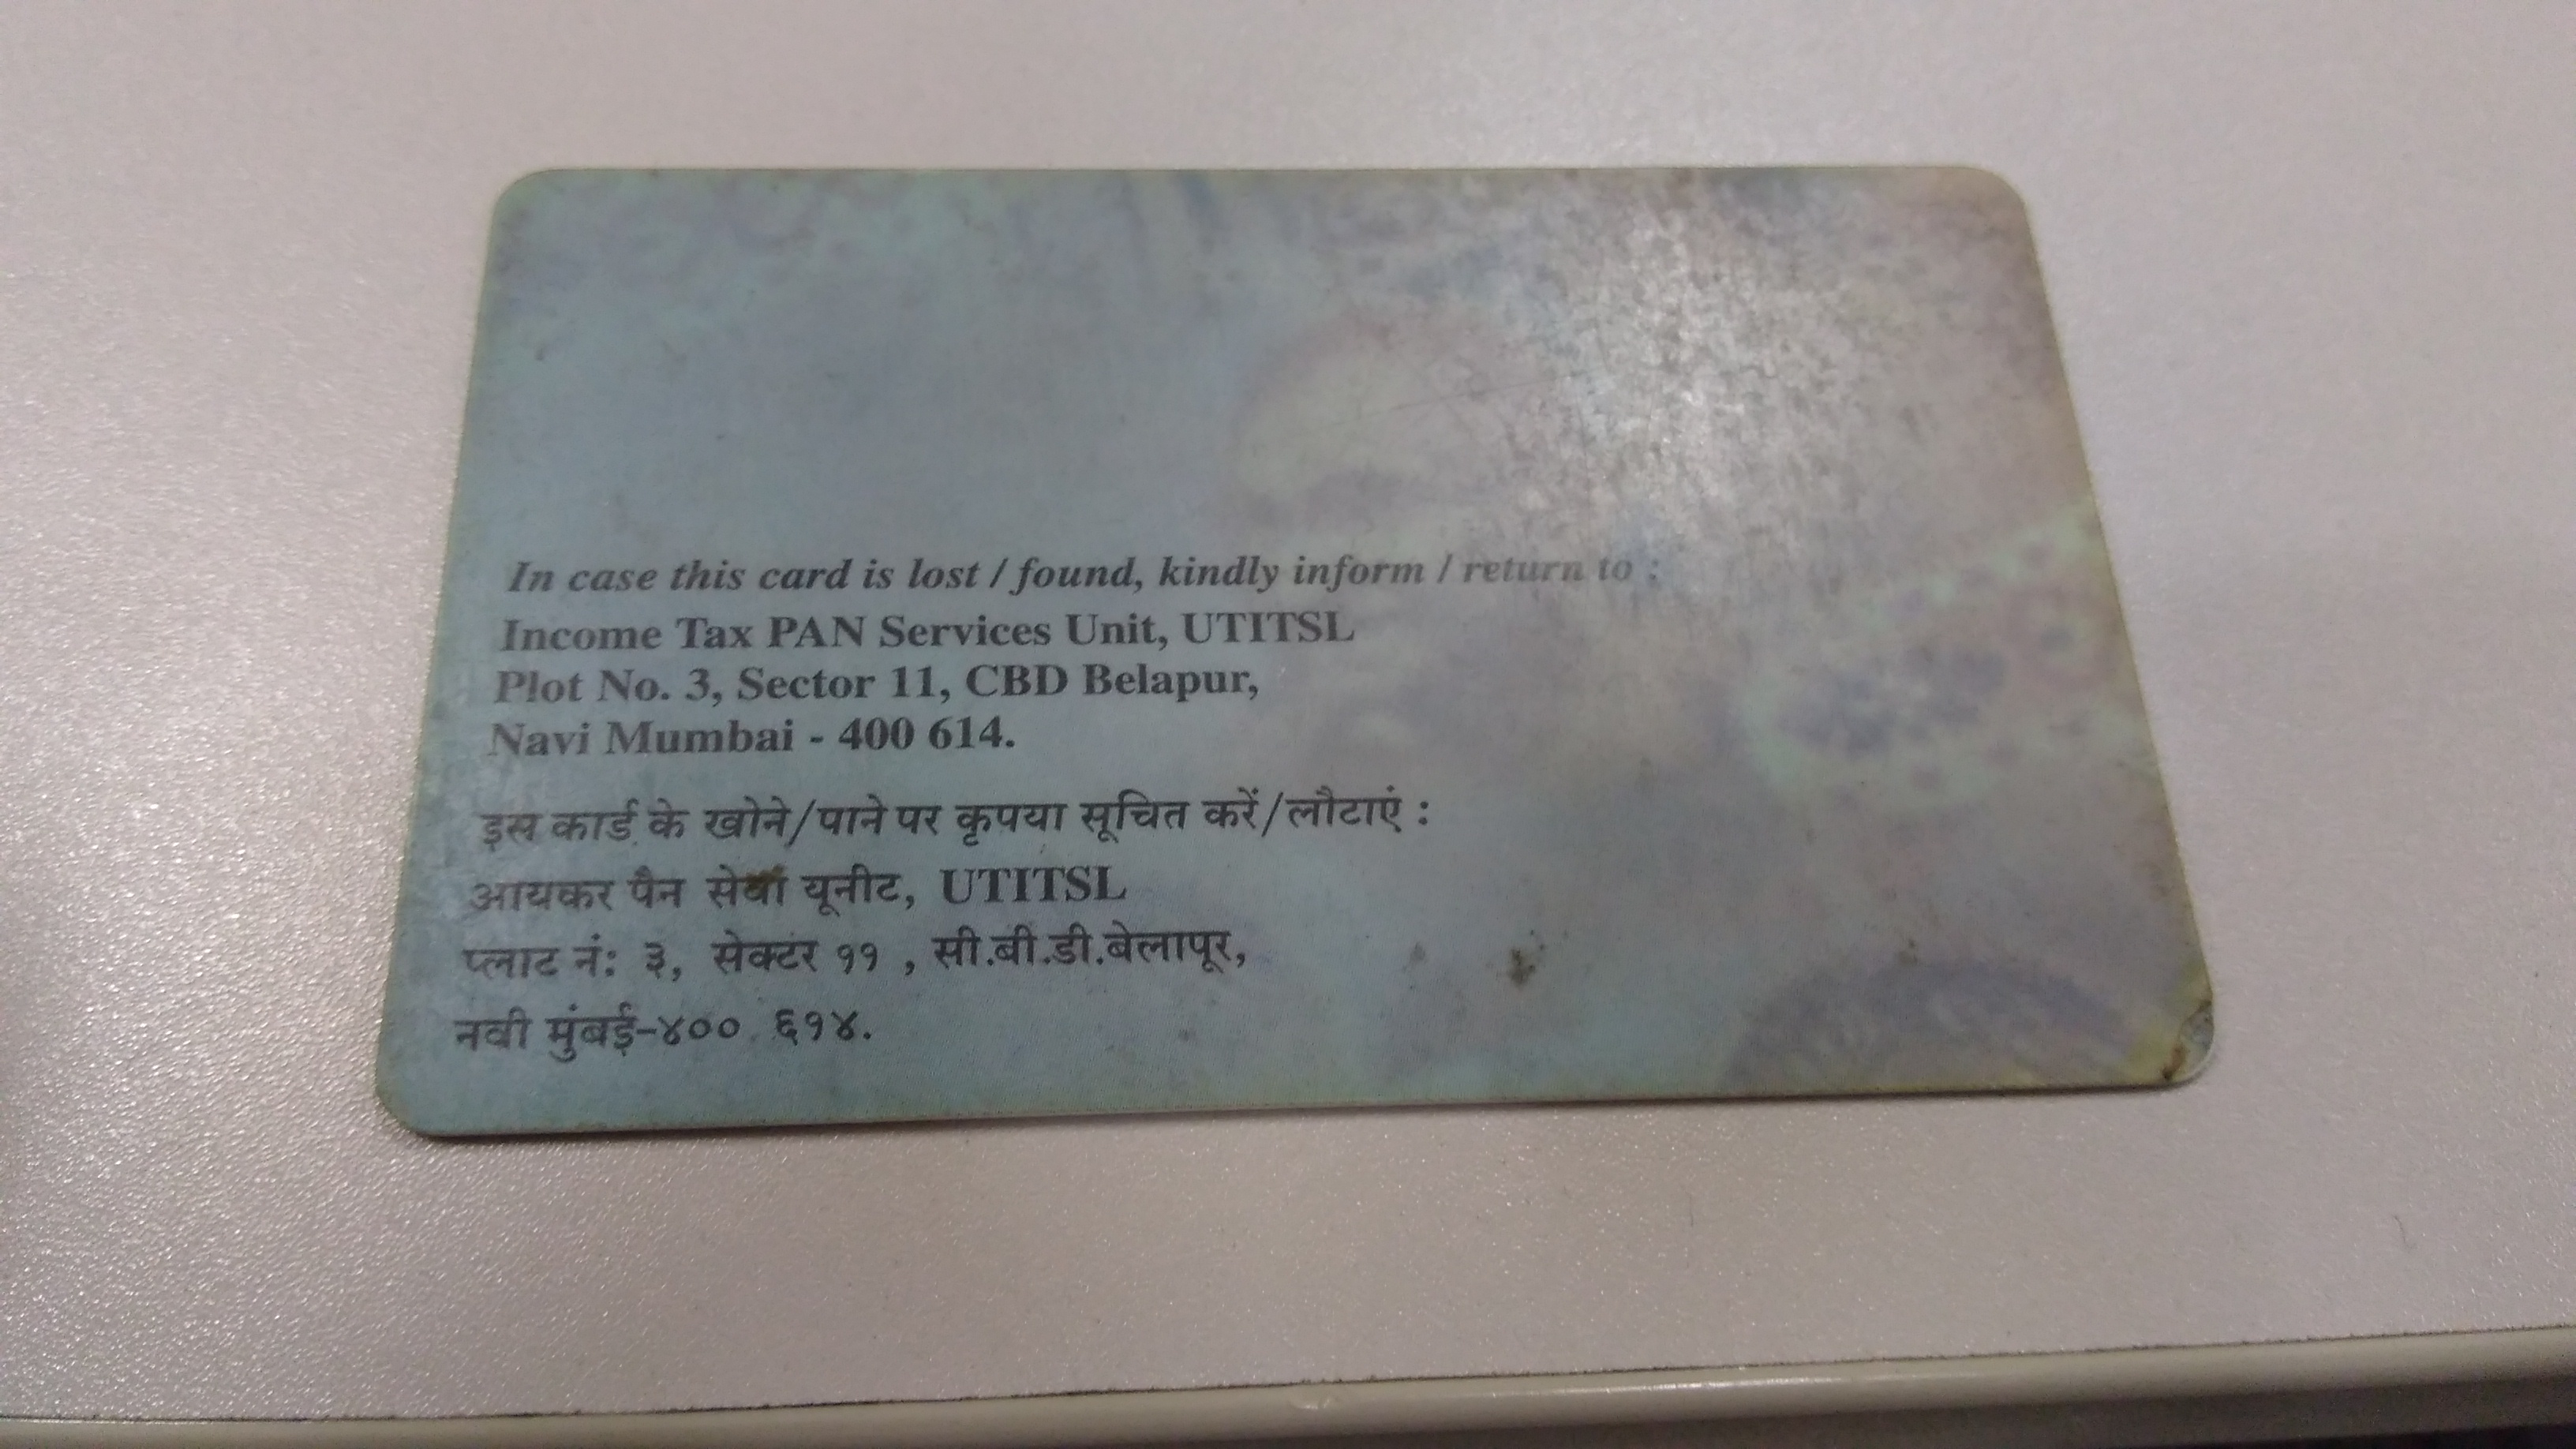 In case this card is lost / found, kindly inform / return to :
Income Tax PAN Services Unit, UTITSL
Plot No. 3, Sector 11, CBD Belapur,
Navi Mumbai - 400 614.
इस कार्ड के खोने/पाने पर कृपया सूचित करें/लौटाएं :
आयकर पैन सेवा यूनीट, UTITSL
प्लाट नं: ३, सेक्टर ११ , सी.बी.डी.बेलापूर,
नवी मुंबई-४०० ६१४.